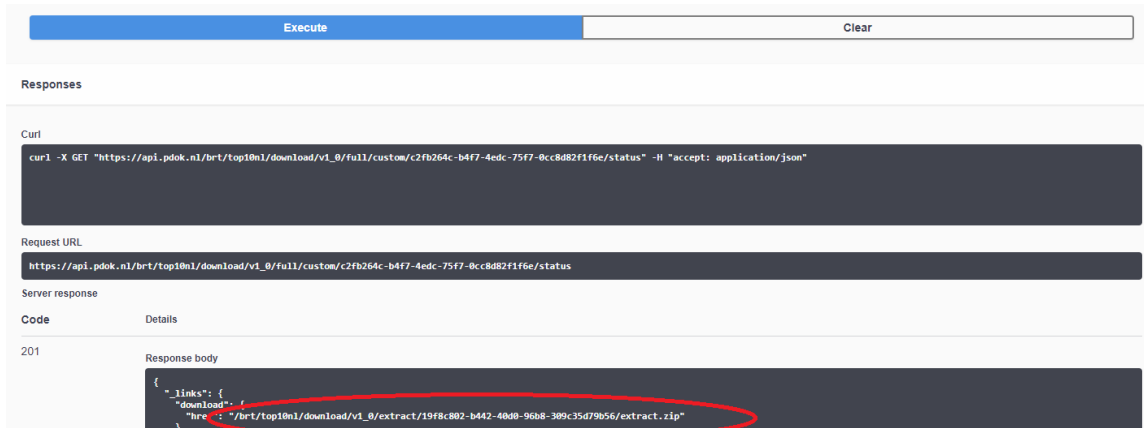 Execute Clear
Responses
Curl
curl -X GET "https://api.pdok.nl/brt/top10nl/download/v1_0/full/custom/c2fb264c-b4f7-4edc-75f7-0cc8d82f1f6e/status" -H "accept: application/json"
Request URL
https://api.pdok.nl/brt/top10nl/download/v1_0/full/custom/c2fb264c-b4f7-4edc-75f7-0cc8d82f1f6e/status
Server response
Code Details
201
Response body
{
"_links": {
"download": {
"href": "/brt/top10nl/download/v1_0/extract/19f8c802-b442-40d0-96b8-309c35d79b56/extract.zip"
}